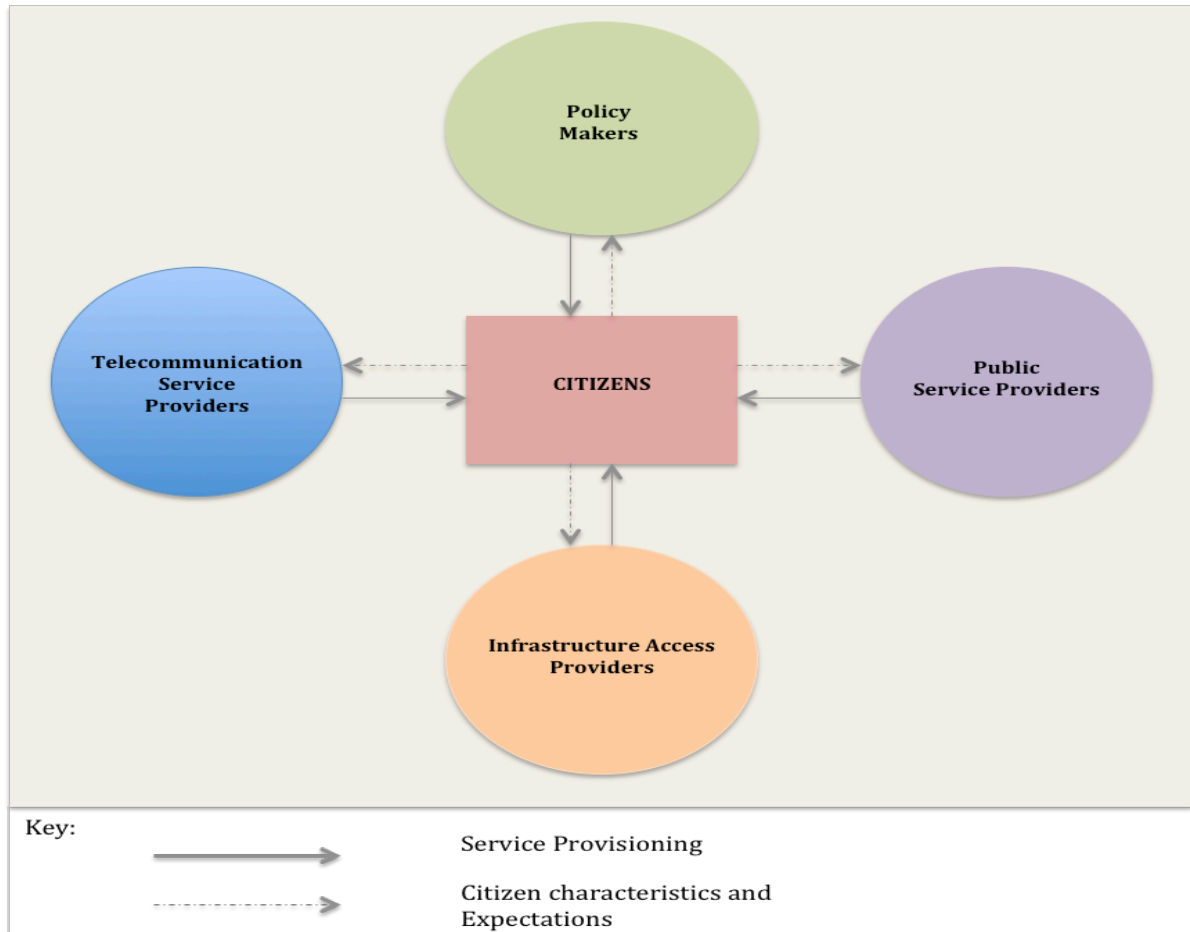 Policy
Makers
Telecommunication
Service
Providers
CITIZENS
Public
Service Providers
Infrastructure Access
Providers
Key:
Service Provisioning
Citizen characteristics and
Expectations